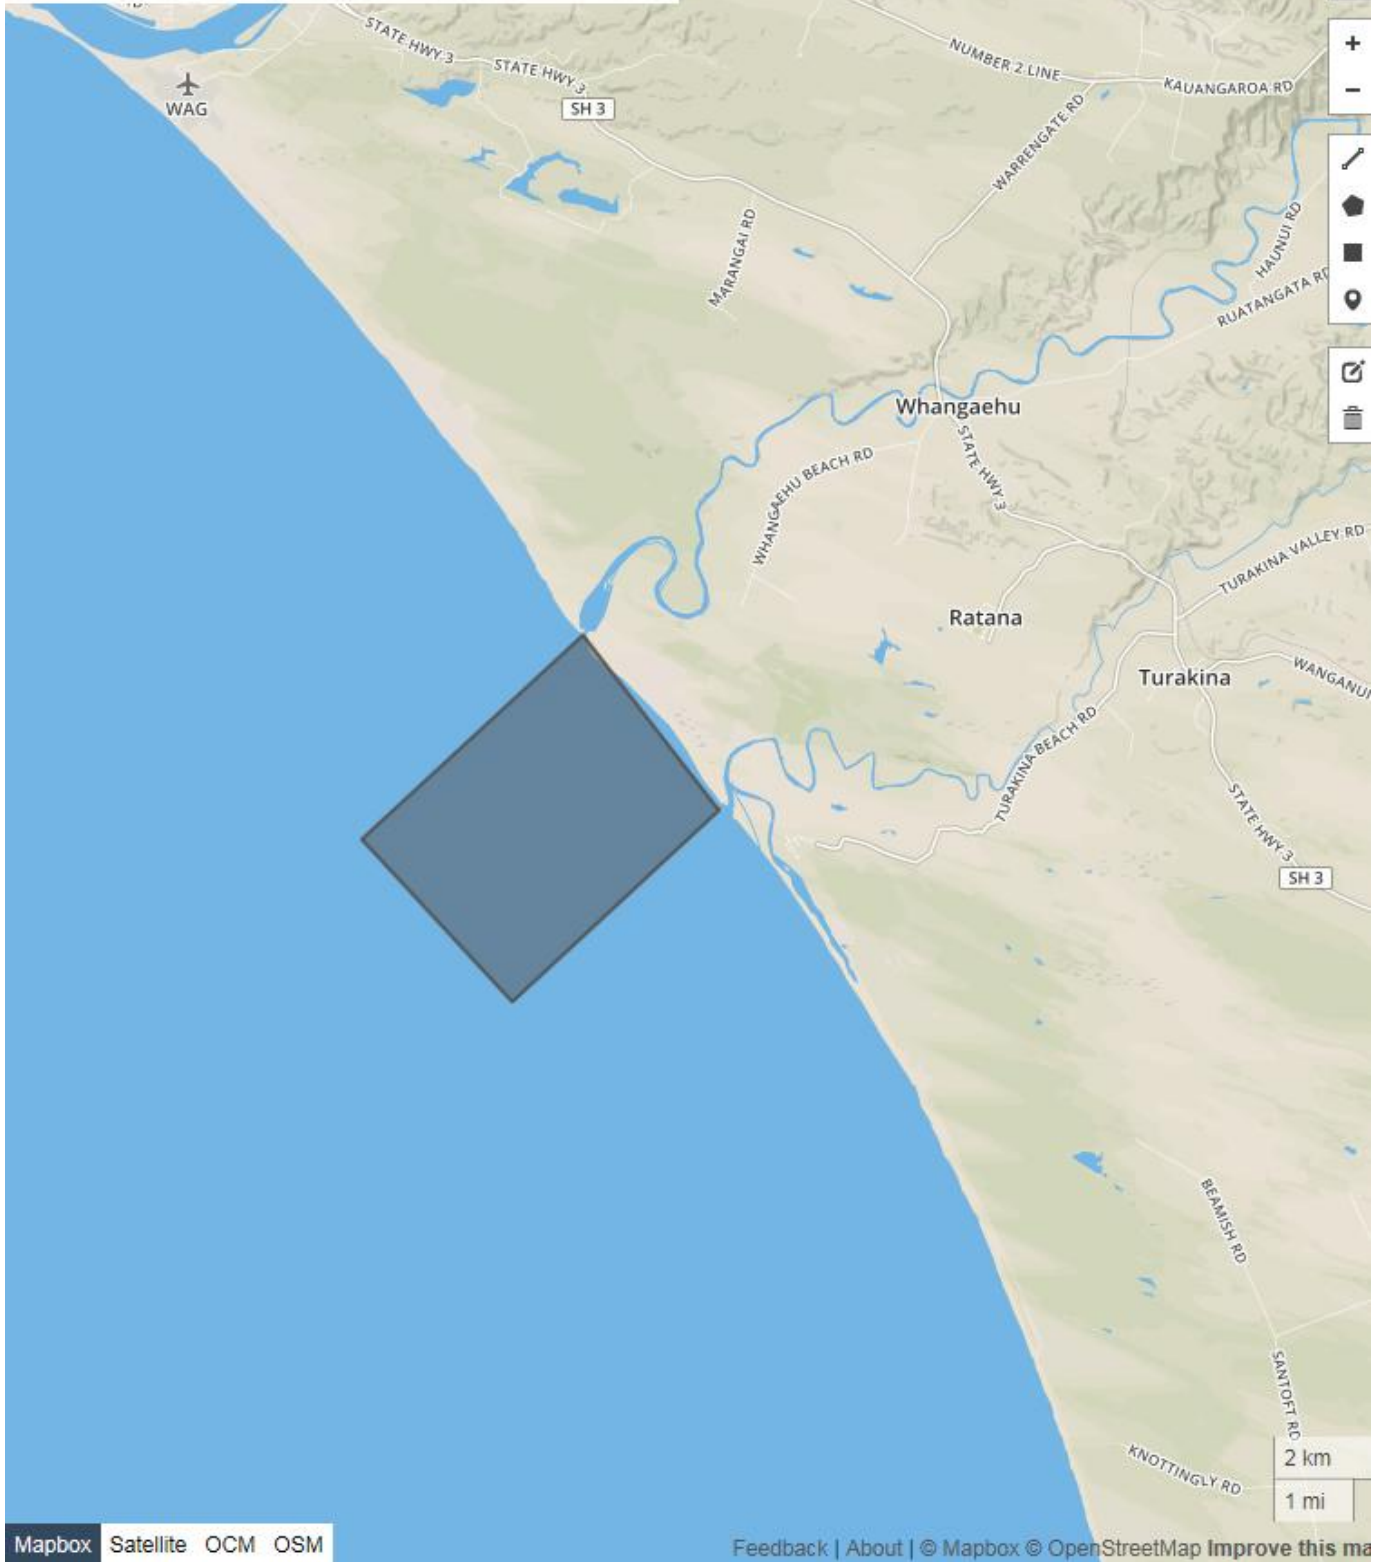 STATE HWY 3
STATE HWY 3
NUMBER 2 LINE
KAUANGAROA RD
+
−
WAG
SH 3
WARRENGATE RD
MARANGAI RD
HAUNUI RD
RUATANGATA RD
Whangaehu
STATE HWY 3
WHANGAEHU BEACH RD
TURAKINA VALLEY RD
Ratana
Turakina
WANGANUI
TURAKINA BEACH RD
STATE HWY 3
SH 3
BEAMISH RD
SANTOFT RD
KNOTTINGLY RD
2 km
1 mi
Mapbox Satellite OCM OSM
Feedback | About | © Mapbox © OpenStreetMap Improve this ma